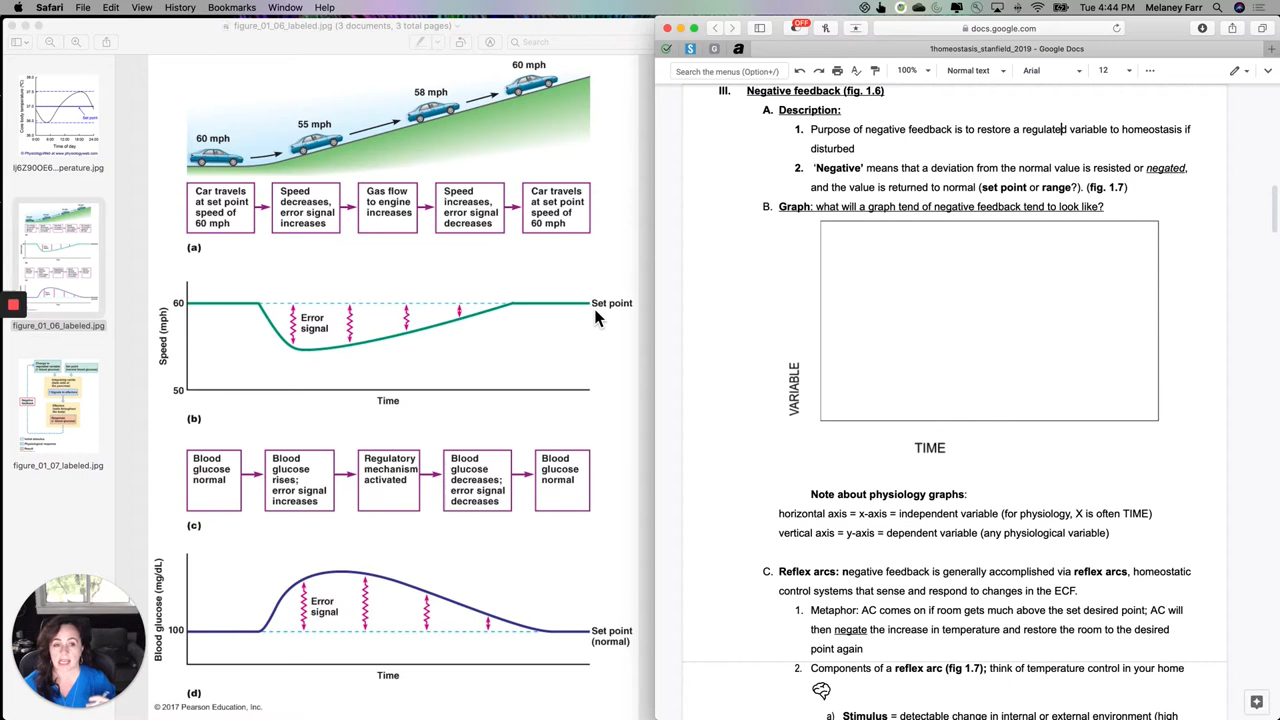 Preview File Edit View Go Tools Window Help
Tue 4:44 PM Melaney Farr
figure_01_06_labeled.jpg (3 documents, 3 total pages)
Search
docs.google.com
OFF
1homeostasis_stanfield_2019 - Google Docs
Search the menus (Option+/)
100%
Normal text
Arial
12
Set point
Time of day
lj6Z90OE6...perature.jpg
figure_01_06_labeled.jpg
figure_01_07_labeled.jpg
60 mph
58 mph
55 mph
60 mph
Car travels
at set point
speed of
60 mph
Speed
decreases,
error signal
increases
Gas flow
to engine
increases
Speed
increases,
error signal
decreases
Car travels
at set point
speed of
60 mph
(a)
60
Speed (mph)
Error
signal
Set point
50
Time
(b)
Blood
glucose
normal
Blood
glucose
rises;
error signal
increases
Regulatory
mechanism
activated
Blood
glucose
decreases;
error signal
decreases
Blood
glucose
normal
(c)
Blood glucose (mg/dL)
Error
signal
100
Set point
(normal)
Time
(d)
© 2017 Pearson Education, Inc.
III. Negative feedback (fig. 1.6)
A. Description:
1. Purpose of negative feedback is to restore a regulated variable to homeostasis if
disturbed
2. 'Negative' means that a deviation from the normal value is resisted or negated,
and the value is returned to normal (set point or range?). (fig. 1.7)
B. Graph: what will a graph tend of negative feedback tend to look like?
VARIABLE
TIME
Note about physiology graphs:
horizontal axis = x-axis = independent variable (for physiology, X is often TIME)
vertical axis = y-axis = dependent variable (any physiological variable)
C. Reflex arcs: negative feedback is generally accomplished via reflex arcs, homeostatic
control systems that sense and respond to changes in the ECF.
1. Metaphor: AC comes on if room gets much above the set desired point; AC will
then negate the increase in temperature and restore the room to the desired
point again
2. Components of a reflex arc (fig 1.7); think of temperature control in your home
a) Stimulus = detectable change in internal or external environment (high